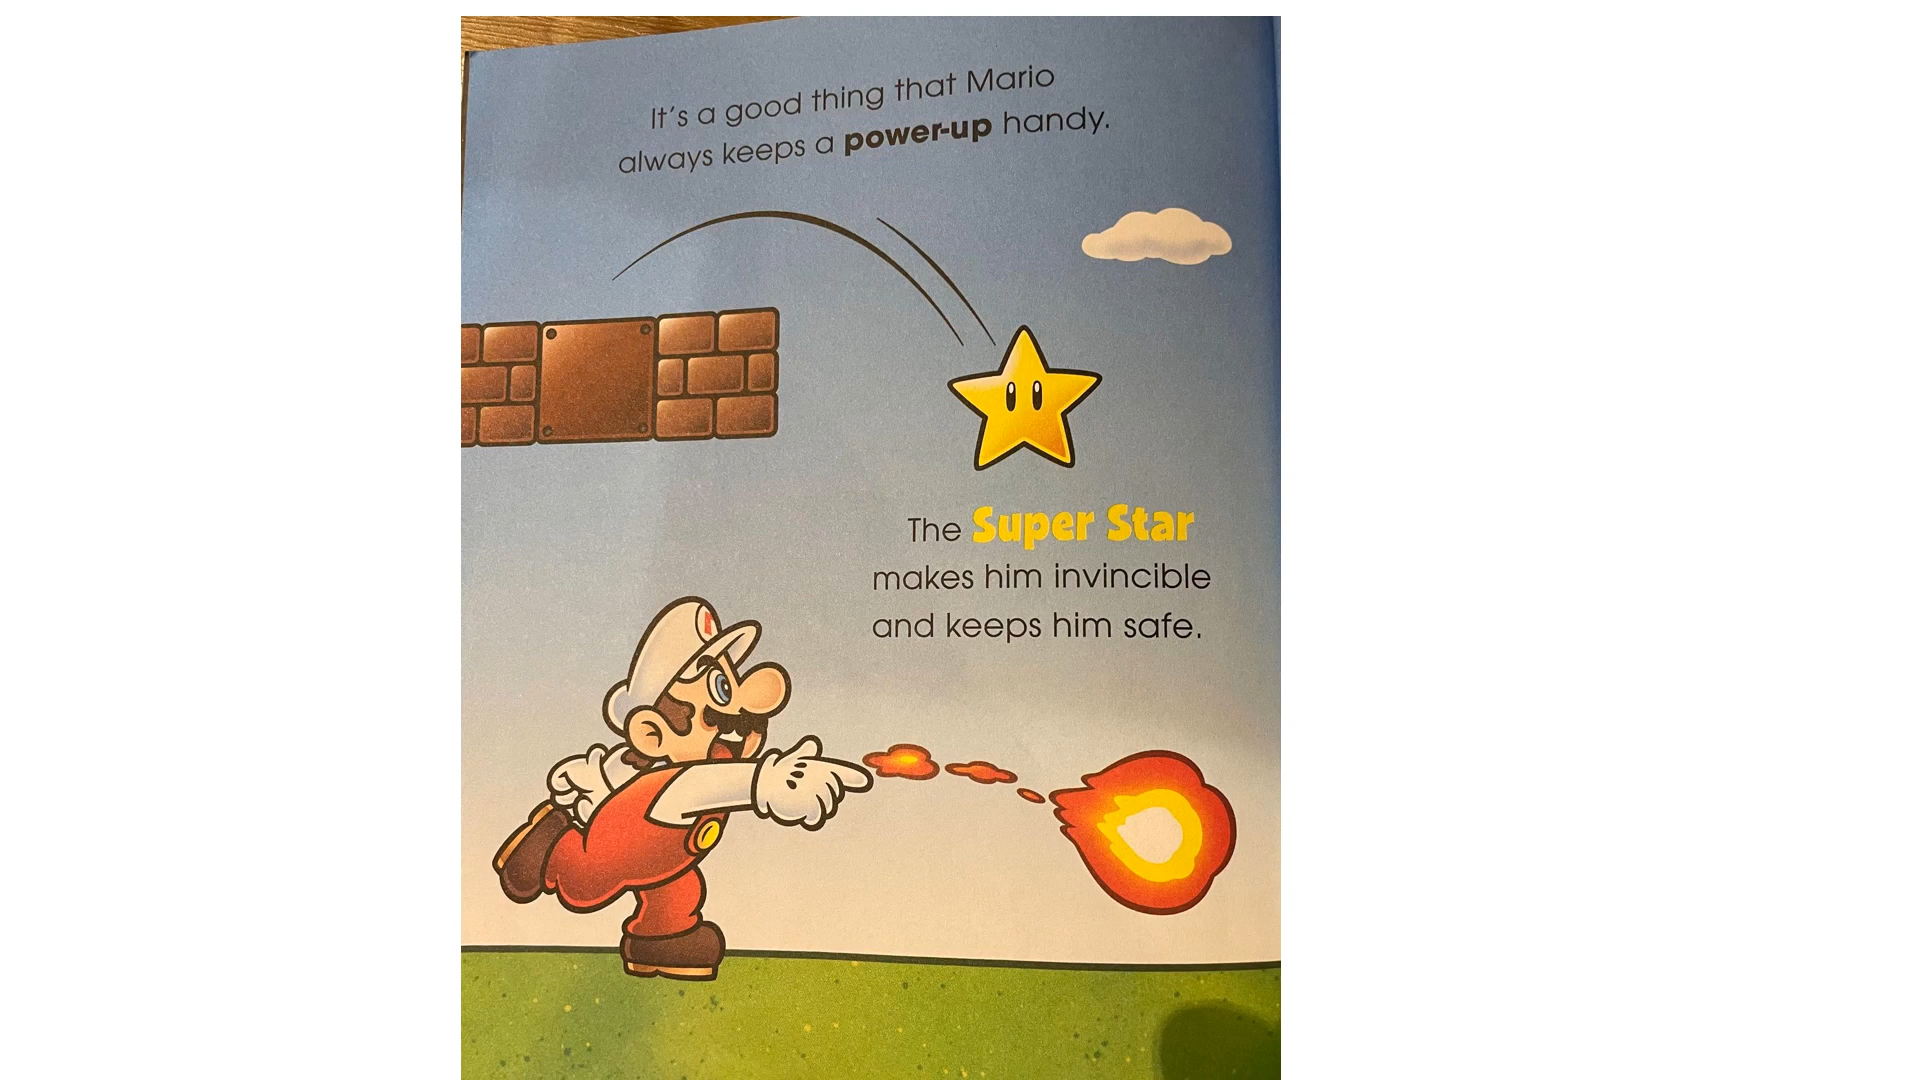 It's a good thing that Mario
always keeps a power-up handy.
The Super Star
makes him invincible
and keeps him safe.